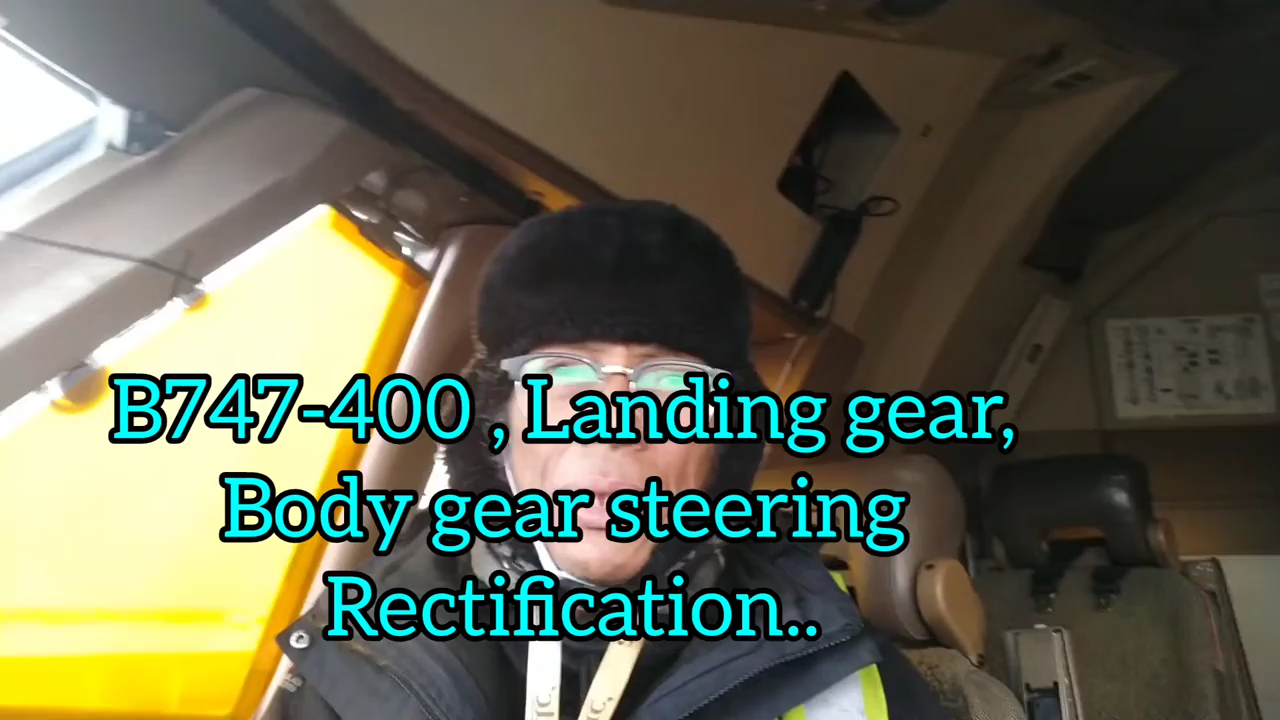 B747-400 , Landing gear,
Body gear steering
Rectification..